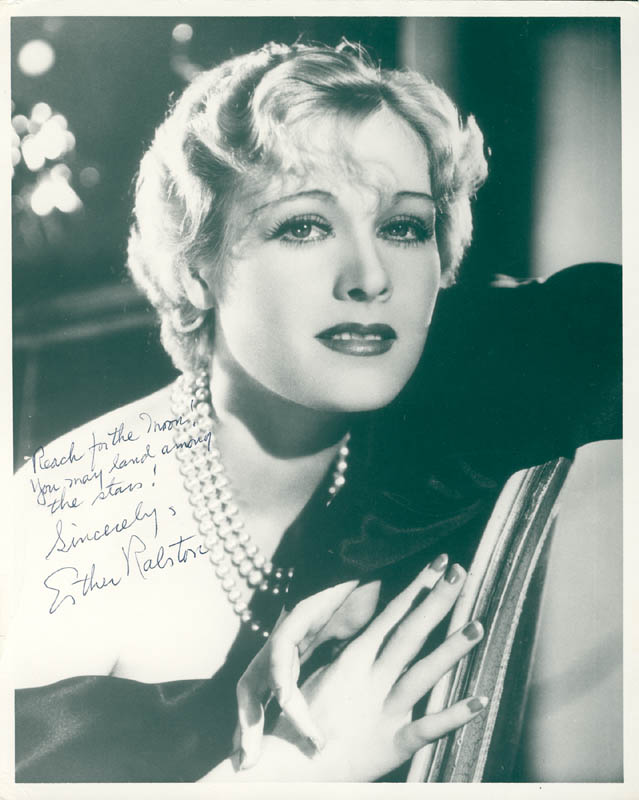 Reach for the Moon!
You may land among
the stars!
Sincerely,
Esther Ralston